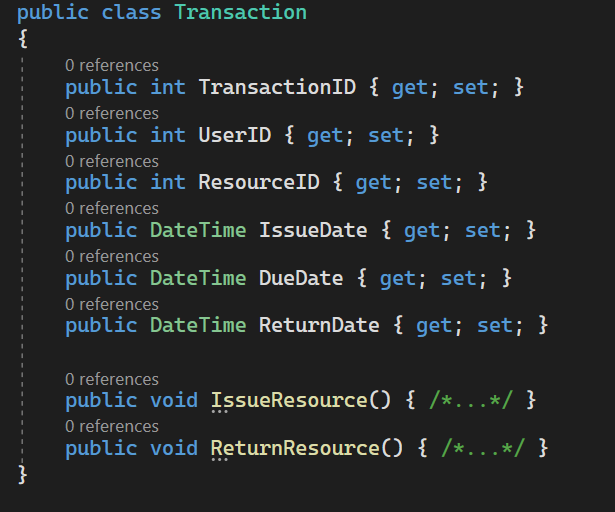 public class Transaction
{
0 references
public int TransactionID { get; set; }
0 references
public int UserID { get; set; }
0 references
public int ResourceID { get; set; }
0 references
public DateTime IssueDate { get; set; }
0 references
public DateTime DueDate { get; set; }
0 references
public DateTime ReturnDate { get; set; }
0 references
public void IssueResource() { /*...*/ }
0 references
public void ReturnResource() { /*...*/ }
}